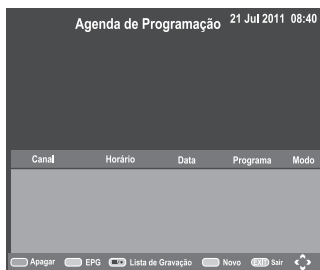 Agenda de Programação 21 Jul 2011 08:40
Canal Horário Data Programa Modo
Apagar EPG Lista de Gravação Novo EXIT Sair